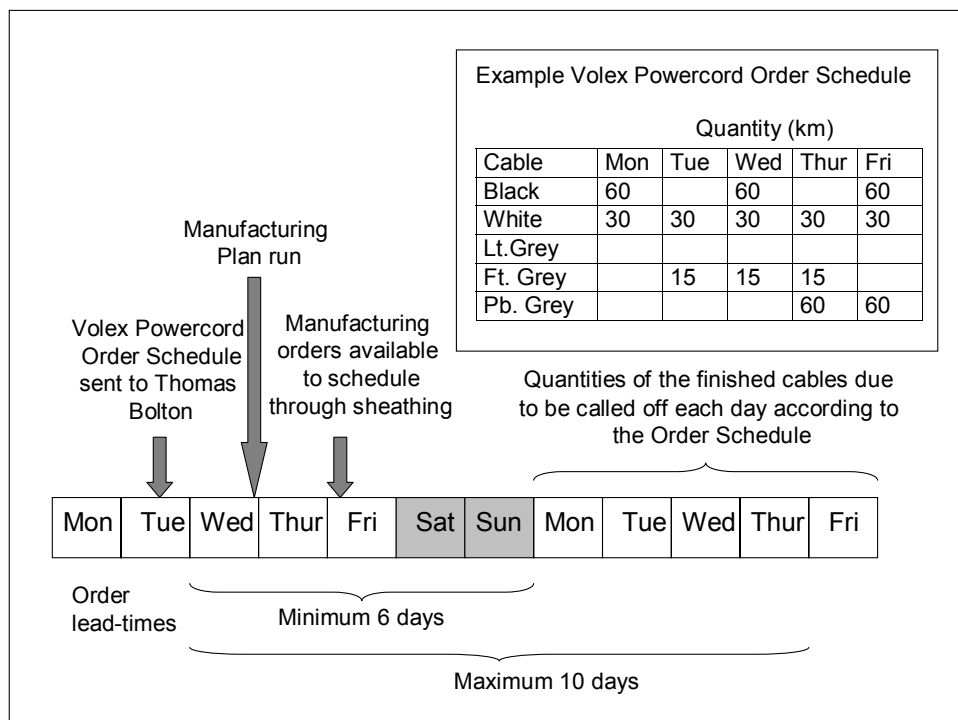 Example Volex Powercord Order Schedule
Quantity (km)
Cable Mon Tue Wed Thur Fri
Black 60 60 60
White 30 30 30 30 30
Lt.Grey
Ft. Grey 15 15 15
Pb. Grey 60 60
Manufacturing
Plan run
Volex Powercord
Order Schedule
sent to Thomas
Bolton
Manufacturing
orders available
to schedule
through sheathing
Quantities of the finished cables due
to be called off each day according to
the Order Schedule
Mon Tue Wed Thur Fri Sat Sun Mon Tue Wed Thur Fri
Order
lead-times
Minimum 6 days
Maximum 10 days